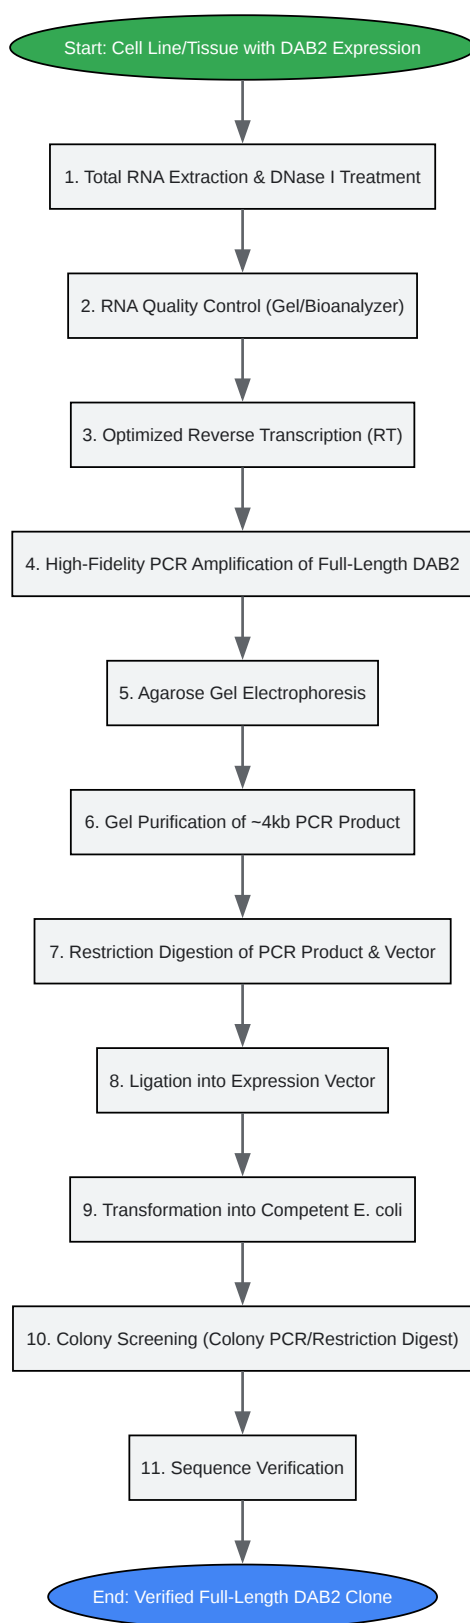 Start: Cell Line/Tissue with DAB2 Expression
1. Total RNA Extraction & DNase I Treatment
2. RNA Quality Control (Gel/Bioanalyzer)
3. Optimized Reverse Transcription (RT)
4. High-Fidelity PCR Amplification of Full-Length DAB2
5. Agarose Gel Electrophoresis
6. Gel Purification of ~4kb PCR Product
7. Restriction Digestion of PCR Product & Vector
8. Ligation into Expression Vector
9. Transformation into Competent E. coli
10. Colony Screening (Colony PCR/Restriction Digest)
11. Sequence Verification
End: Verified Full-Length DAB2 Clone